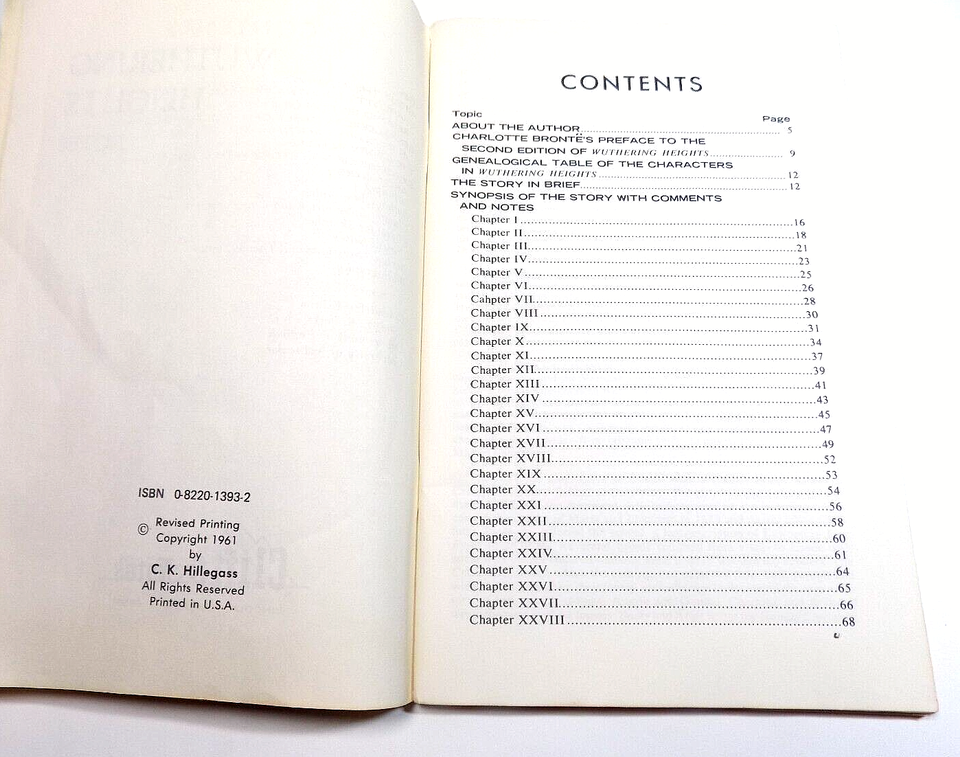 ISBN 0-8220-1393-2
© Revised Printing
Copyright 1961
by
C. K. Hillegass
All Rights Reserved
Printed in U.S.A.
CONTENTS
Topic Page
ABOUT THE AUTHOR 5
CHARLOTTE BRONTË'S PREFACE TO THE
SECOND EDITION OF WUTHERING HEIGHTS 9
GENEALOGICAL TABLE OF THE CHARACTERS
IN WUTHERING HEIGHTS 12
THE STORY IN BRIEF 12
SYNOPSIS OF THE STORY WITH COMMENTS
AND NOTES
Chapter I 16
Chapter II 18
Chapter III 21
Chapter IV 23
Chapter V 25
Chapter VI 26
Cahpter VII 28
Chapter VIII 30
Chapter IX 31
Chapter X 34
Chapter XI 37
Chapter XII 39
Chapter XIII 41
Chapter XIV 43
Chapter XV 45
Chapter XVI 47
Chapter XVII 49
Chapter XVIII 52
Chapter XIX 53
Chapter XX 54
Chapter XXI 56
Chapter XXII 58
Chapter XXIII 60
Chapter XXIV 61
Chapter XXV 64
Chapter XXVI 65
Chapter XXVII 66
Chapter XXVIII 68